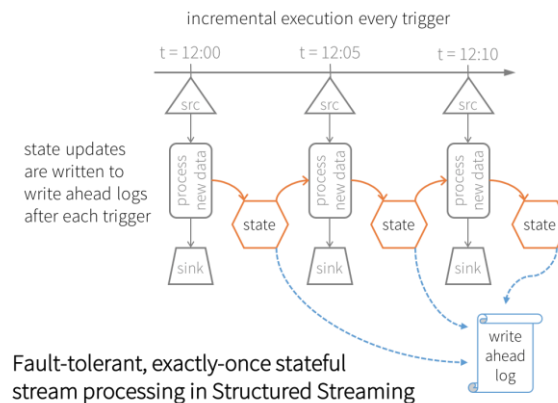 incremental execution every trigger
t = 12:00
t = 12:05
t = 12:10
src
src
src
state updates
are written to
write ahead logs
after each trigger
process
new data
process
new data
process
new data
state
state
state
sink
sink
sink
write
ahead
log
Fault-tolerant, exactly-once stateful
stream processing in Structured Streaming